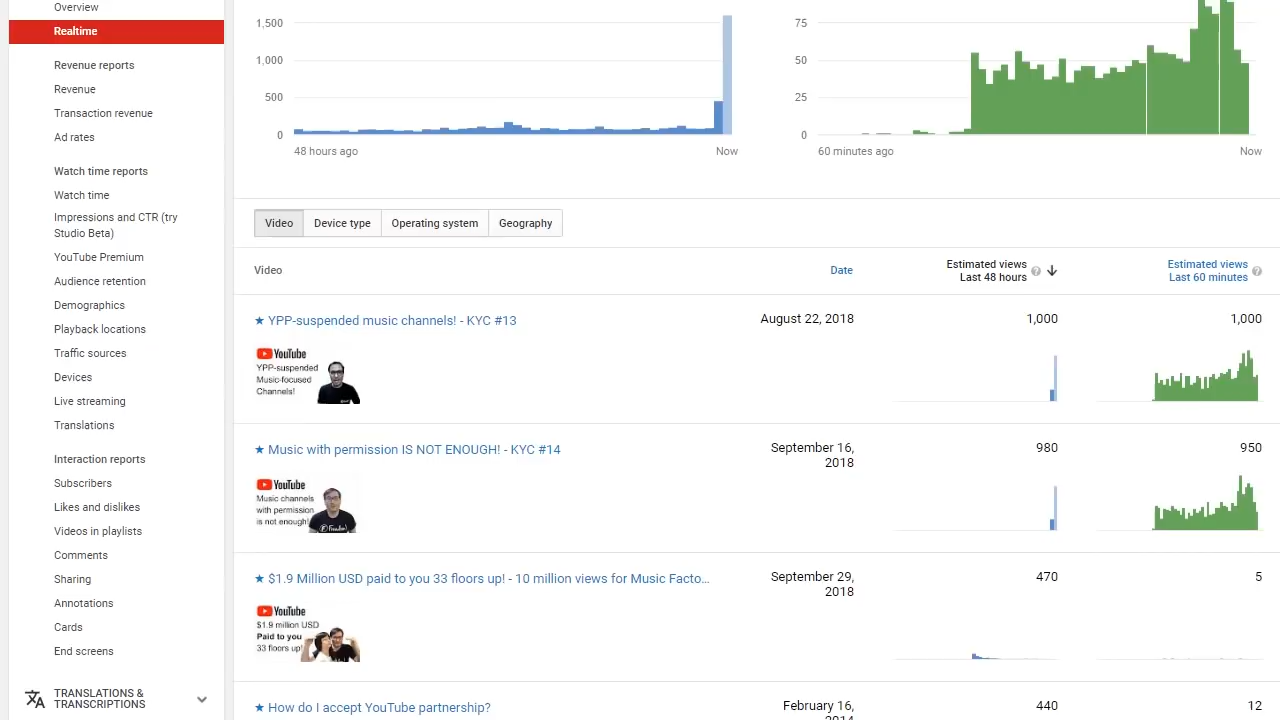 Overview
Realtime
Revenue reports
Revenue
Transaction revenue
Ad rates
Watch time reports
Watch time
Impressions and CTR (try
Studio Beta)
YouTube Premium
Audience retention
Demographics
Playback locations
Traffic sources
Devices
Live streaming
Translations
Interaction reports
Subscribers
Likes and dislikes
Videos in playlists
Comments
Sharing
Annotations
Cards
End screens
TRANSLATIONS &
TRANSCRIPTIONS
1,500
1,000
500
0
48 hours ago
Now
75
50
25
0
60 minutes ago
Now
Video
Device type
Operating system
Geography
Video
Date
Estimated views
Last 48 hours
Estimated views
Last 60 minutes
YPP-suspended music channels! - KYC #13
August 22, 2018
1,000
1,000
YouTube
YPP-suspended
Music-focused
Channels!
Music with permission IS NOT ENOUGH! - KYC #14
September 16,
2018
980
950
YouTube
Music channels
with permission
is not enough!
$1.9 Million USD paid to you 33 floors up! - 10 million views for Music Facto...
September 29,
2018
470
5
YouTube
$1.9 million USD
Paid to you
33 floors up!
How do I accept YouTube partnership?
February 16,
2014
440
12